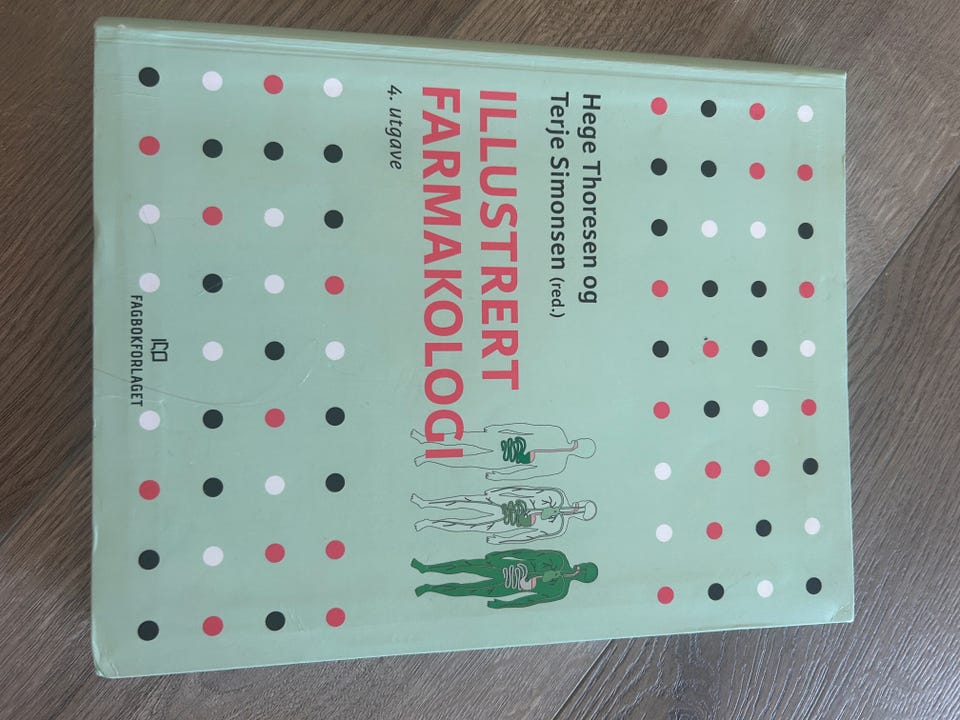 Hege Thoresen og
Terje Simonsen (red.)
ILLUSTRERT
FARMAKOLOGI
4. utgave
FAGBOKFORLAGET